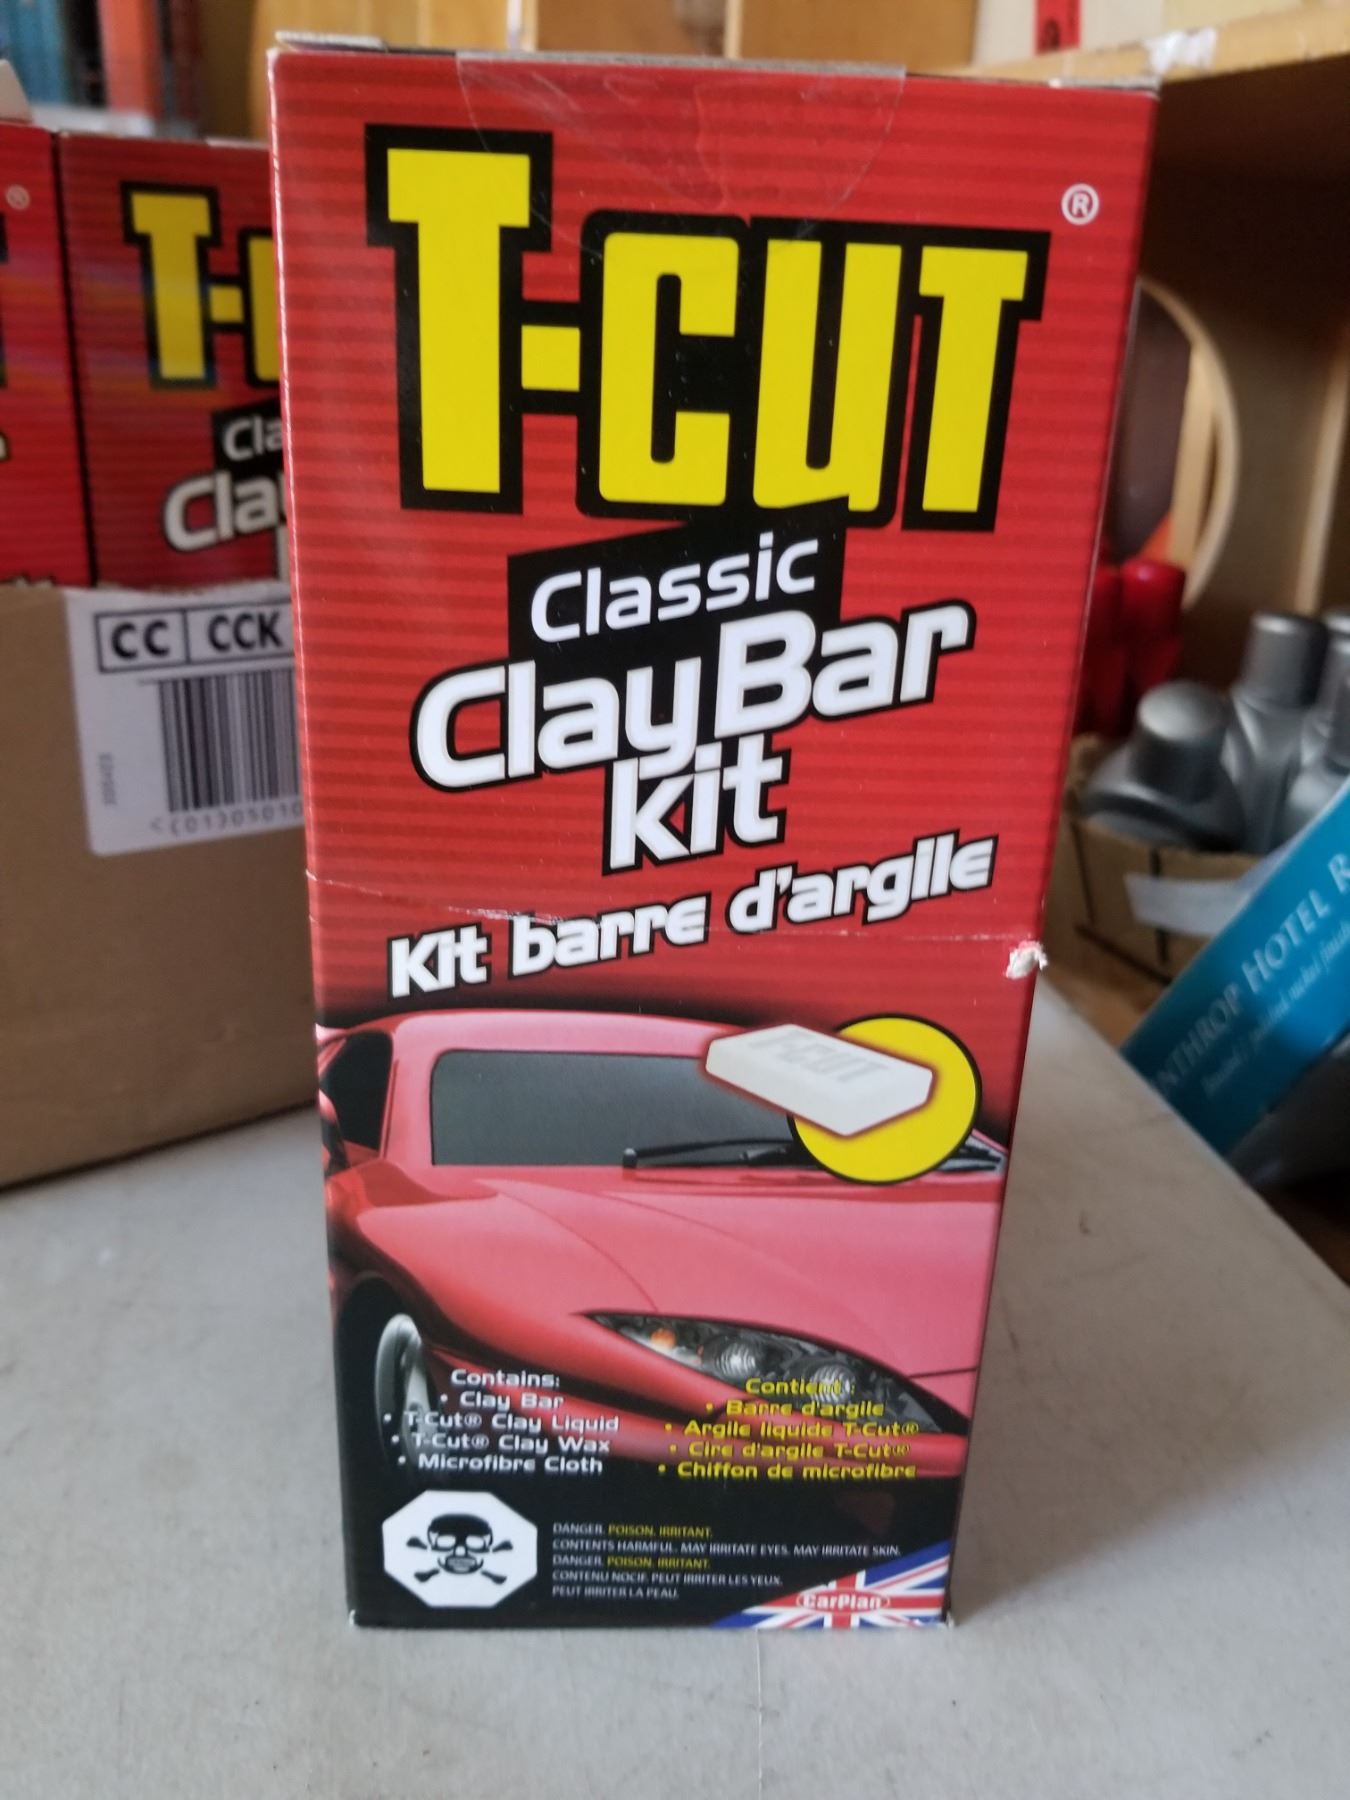 T-CUT®
Classic
Clay Bar
Kit
Kit barre d'argile
T-CUT
Contains:
• Clay Bar
• T-Cut® Clay Liquid
• T-Cut® Clay Wax
• Microfibre Cloth
Contient :
• Barre d'argile
• Argile liquide T-Cut®
• Cire d'argile T-Cut®
• Chiffon de microfibre
DANGER. POISON. IRRITANT.
CONTENTS HARMFUL. MAY IRRITATE EYES. MAY IRRITATE SKIN.
DANGER. POISON. IRRITANT.
CONTENU NOCIF. PEUT IRRITER LES YEUX.
PEUT IRRITER LA PEAU.
CarPlan
®
T-
Cla
Cla
CC CCK
<(01)05010
HOTEL